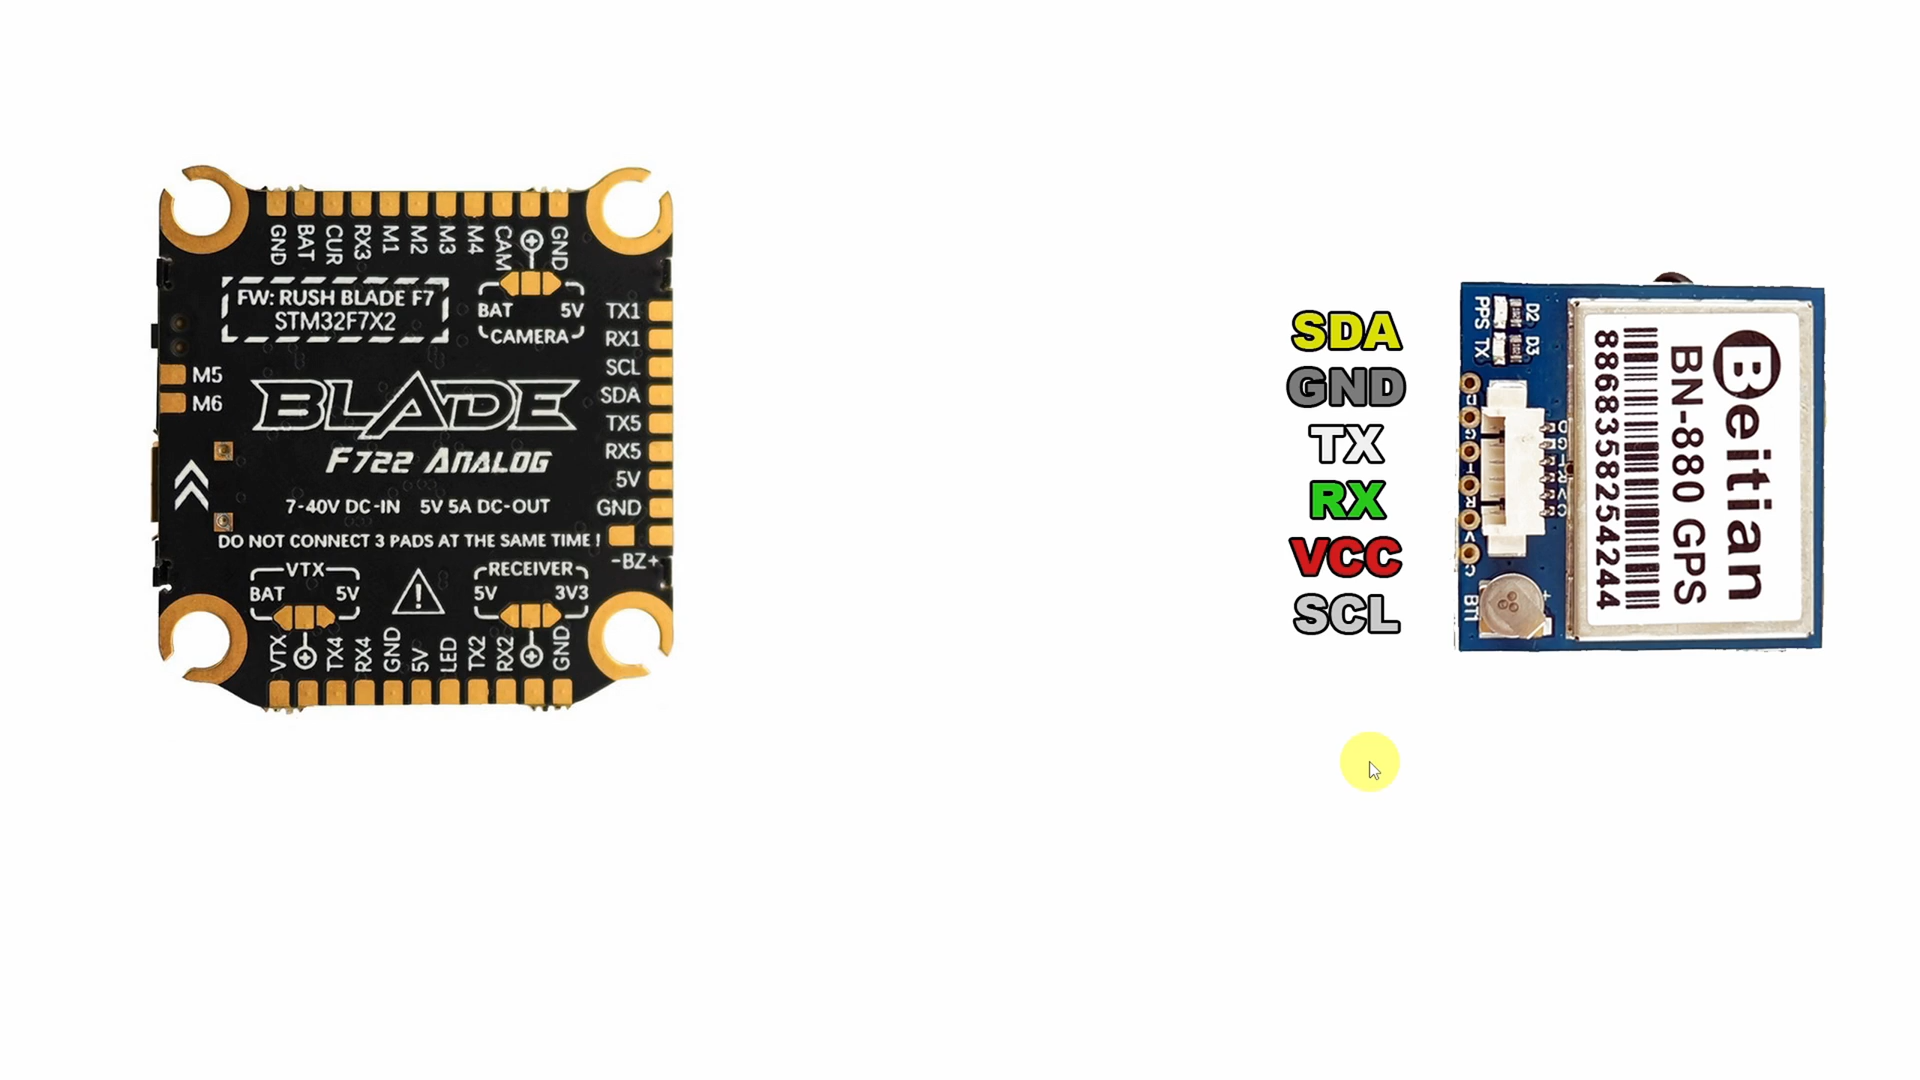 GND BAT CUR RX3 M1 M2 M3 M4 CAM GND
FW: RUSH BLADE F7
STM32F7X2
BAT 5V
CAMERA
TX1
RX1
SCL
SDA
TX5
RX5
5V
GND
M5
M6
BLADE
F722 ANALOG
7-40V DC-IN 5V 5A DC-OUT
DO NOT CONNECT 3 PADS AT THE SAME TIME !
-BZ+
VTX
BAT 5V
!
RECEIVER
5V 3V3
VTX TX4 RX4 GND 5V LED TX2 RX2 GND
SDA
GND
TX
RX
VCC
SCL
PPS D2
TX D3
D
G
T
R
V
C
BT1 +
Beitian
BN-880 GPS
8868358254244